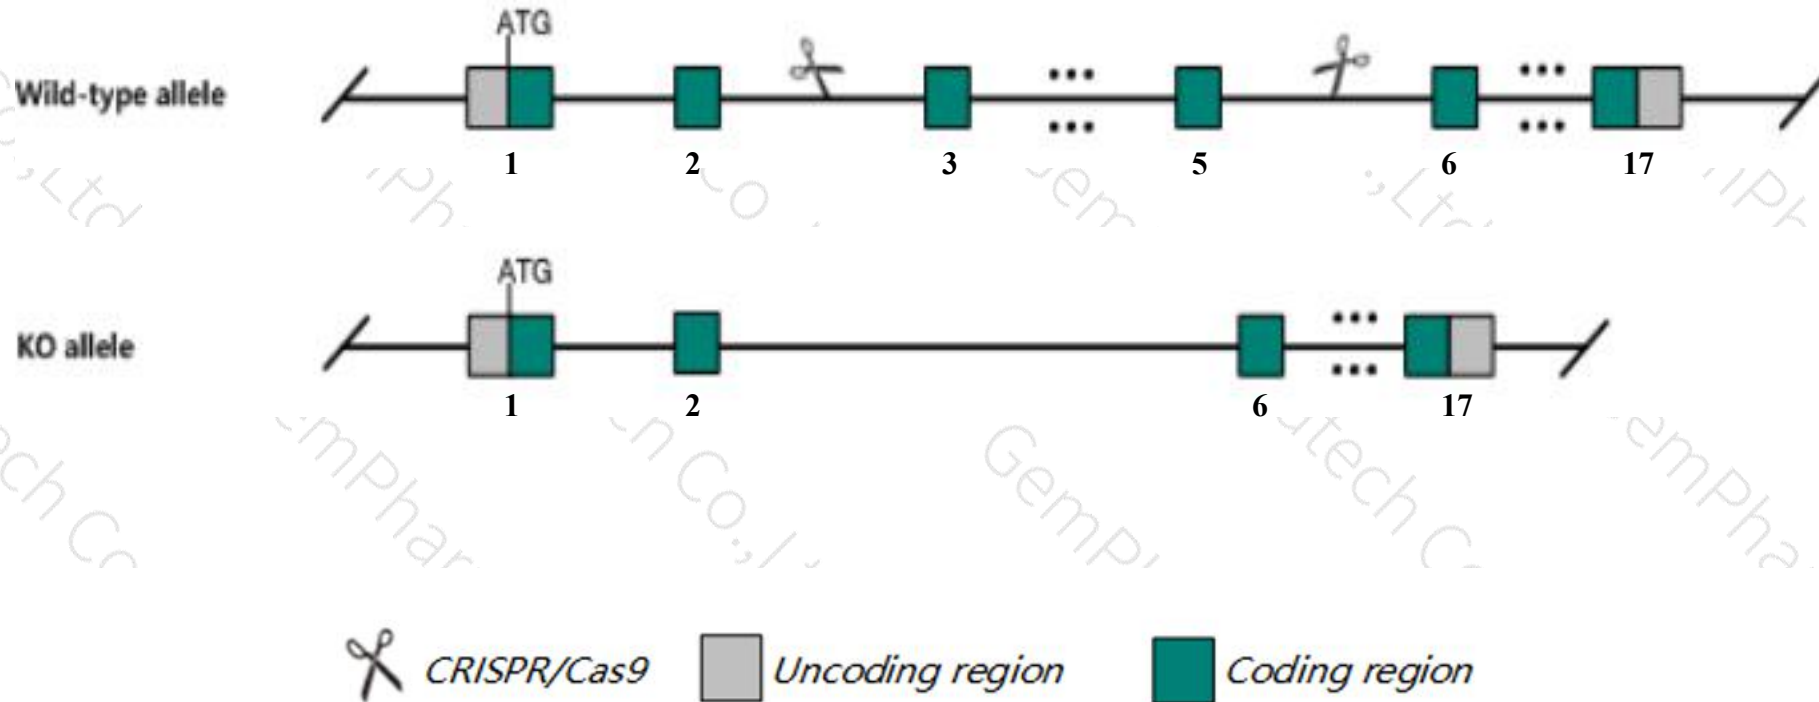 ATG
Wild-type allele
1 2 3 5 6 17
ATG
KO allele
1 2 6 17
CRISPR/Cas9 Uncoding region Coding region